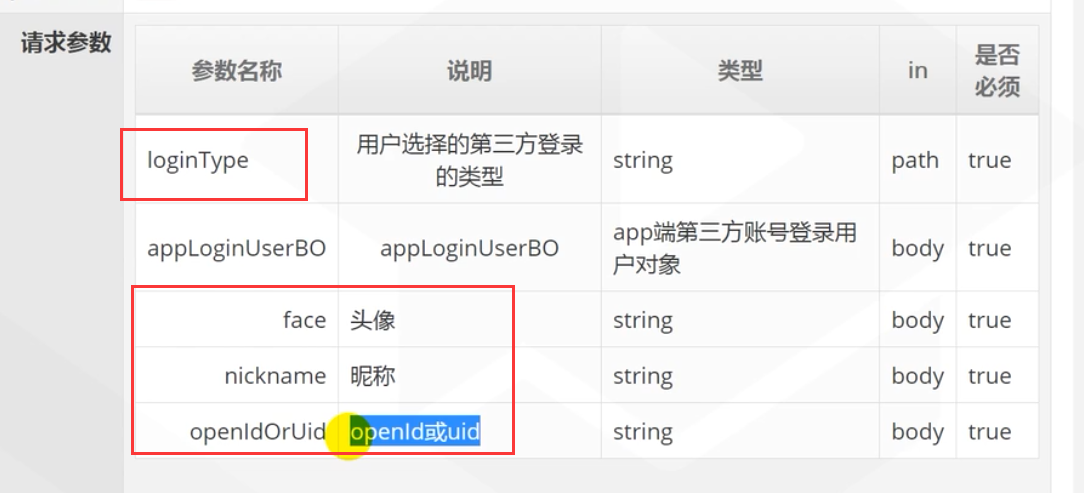 请求参数
参数名称 说明 类型 in 是否
必须
loginType 用户选择的第三方登录
的类型 string path true
appLoginUserBO appLoginUserBO app端第三方账号登录用
户对象 body true
face 头像 string body true
nickname 昵称 string body true
openIdOrUid openId或uid string body true